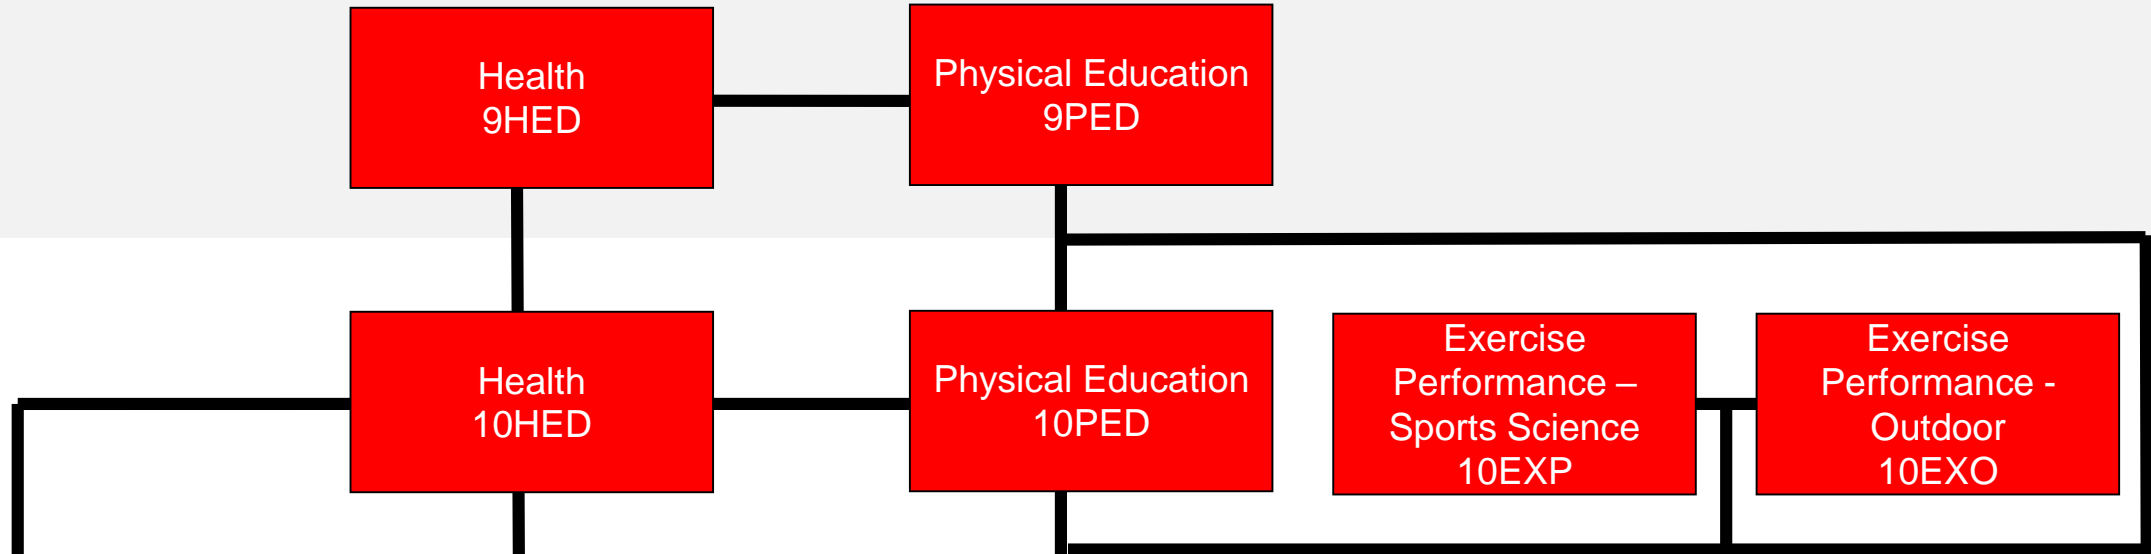 Health
9HED
Physical Education
9PED
Health
10HED
Physical Education
10PED
Exercise
Performance –
Sports Science
10EXP
Exercise
Performance -
Outdoor
10EXO